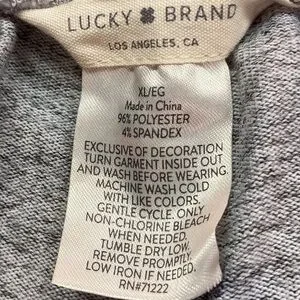 LUCKY BRAND
LOS ANGELES, CA
XL/EG
Made in China
96% POLYESTER
4% SPANDEX
EXCLUSIVE OF DECORATION
TURN GARMENT INSIDE OUT
AND WASH BEFORE WEARING.
MACHINE WASH COLD
WITH LIKE COLORS.
GENTLE CYCLE. ONLY
NON-CHLORINE BLEACH
WHEN NEEDED.
TUMBLE DRY LOW.
REMOVE PROMPTLY.
LOW IRON IF NEEDED.
RN#71222